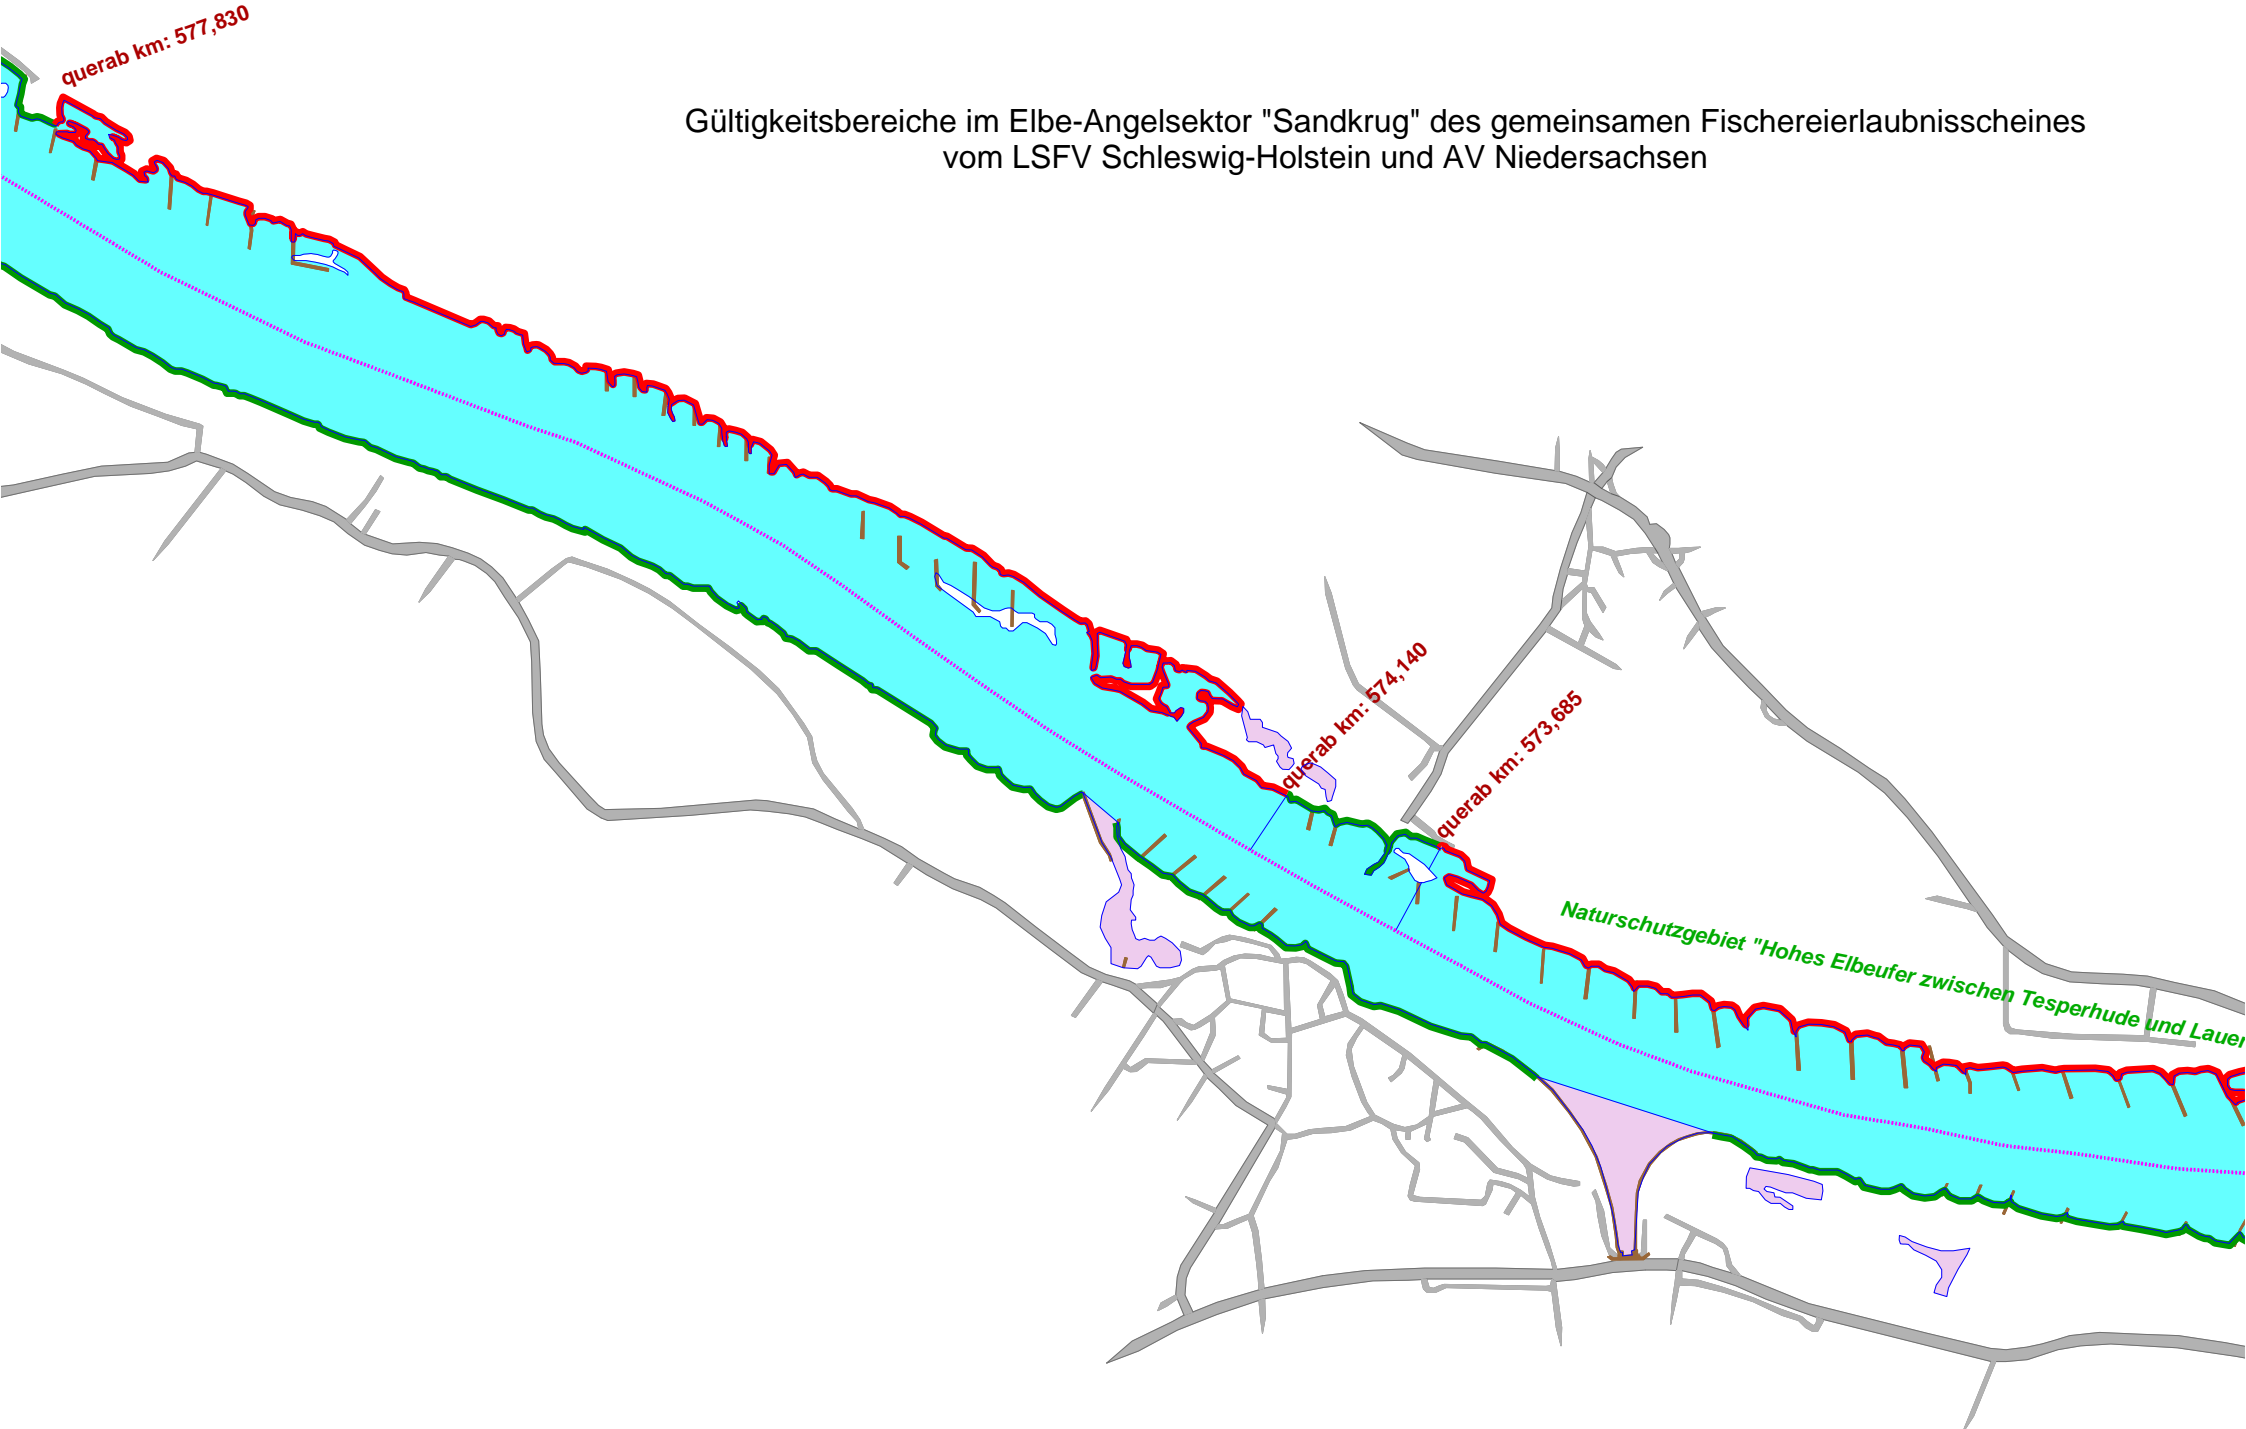 querab km: 577,830
Gültigkeitsbereiche im Elbe-Angelsektor "Sandkrug" des gemeinsamen Fischereierlaubnisscheines
vom LSFV Schleswig-Holstein und AV Niedersachsen
querab km: 574,140
querab km: 573,685
Naturschutzgebiet "Hohes Elbeufer zwischen Tesperhude und Lauer